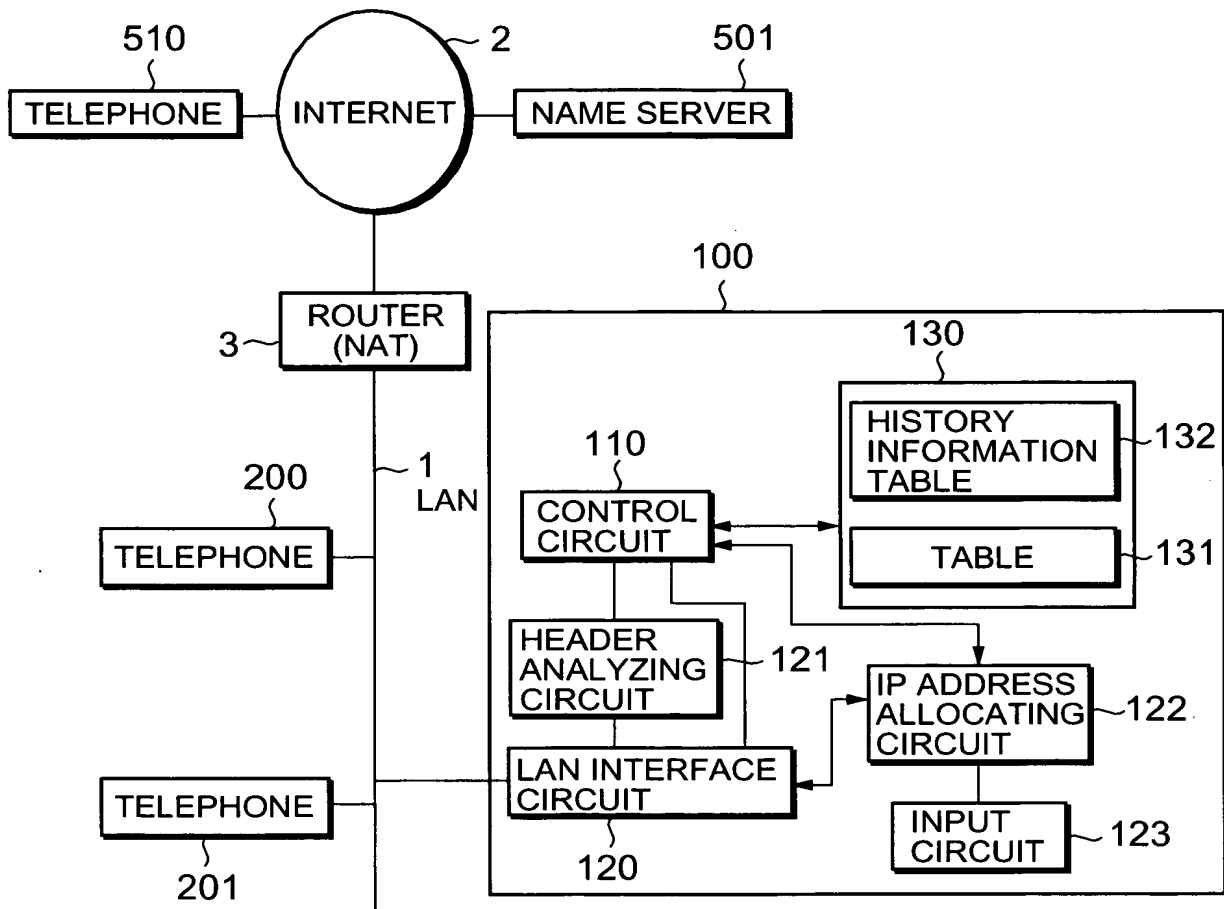 510
2
501
TELEPHONE
INTERNET
NAME SERVER
100
ROUTER
(NAT)
3
130
HISTORY
INFORMATION
TABLE
132
110
1
LAN
200
CONTROL
CIRCUIT
TELEPHONE
TABLE
131
HEADER
ANALYZING
CIRCUIT
121
IP ADDRESS
ALLOCATING
CIRCUIT
122
LAN INTERFACE
CIRCUIT
TELEPHONE
INPUT
CIRCUIT
123
120
201